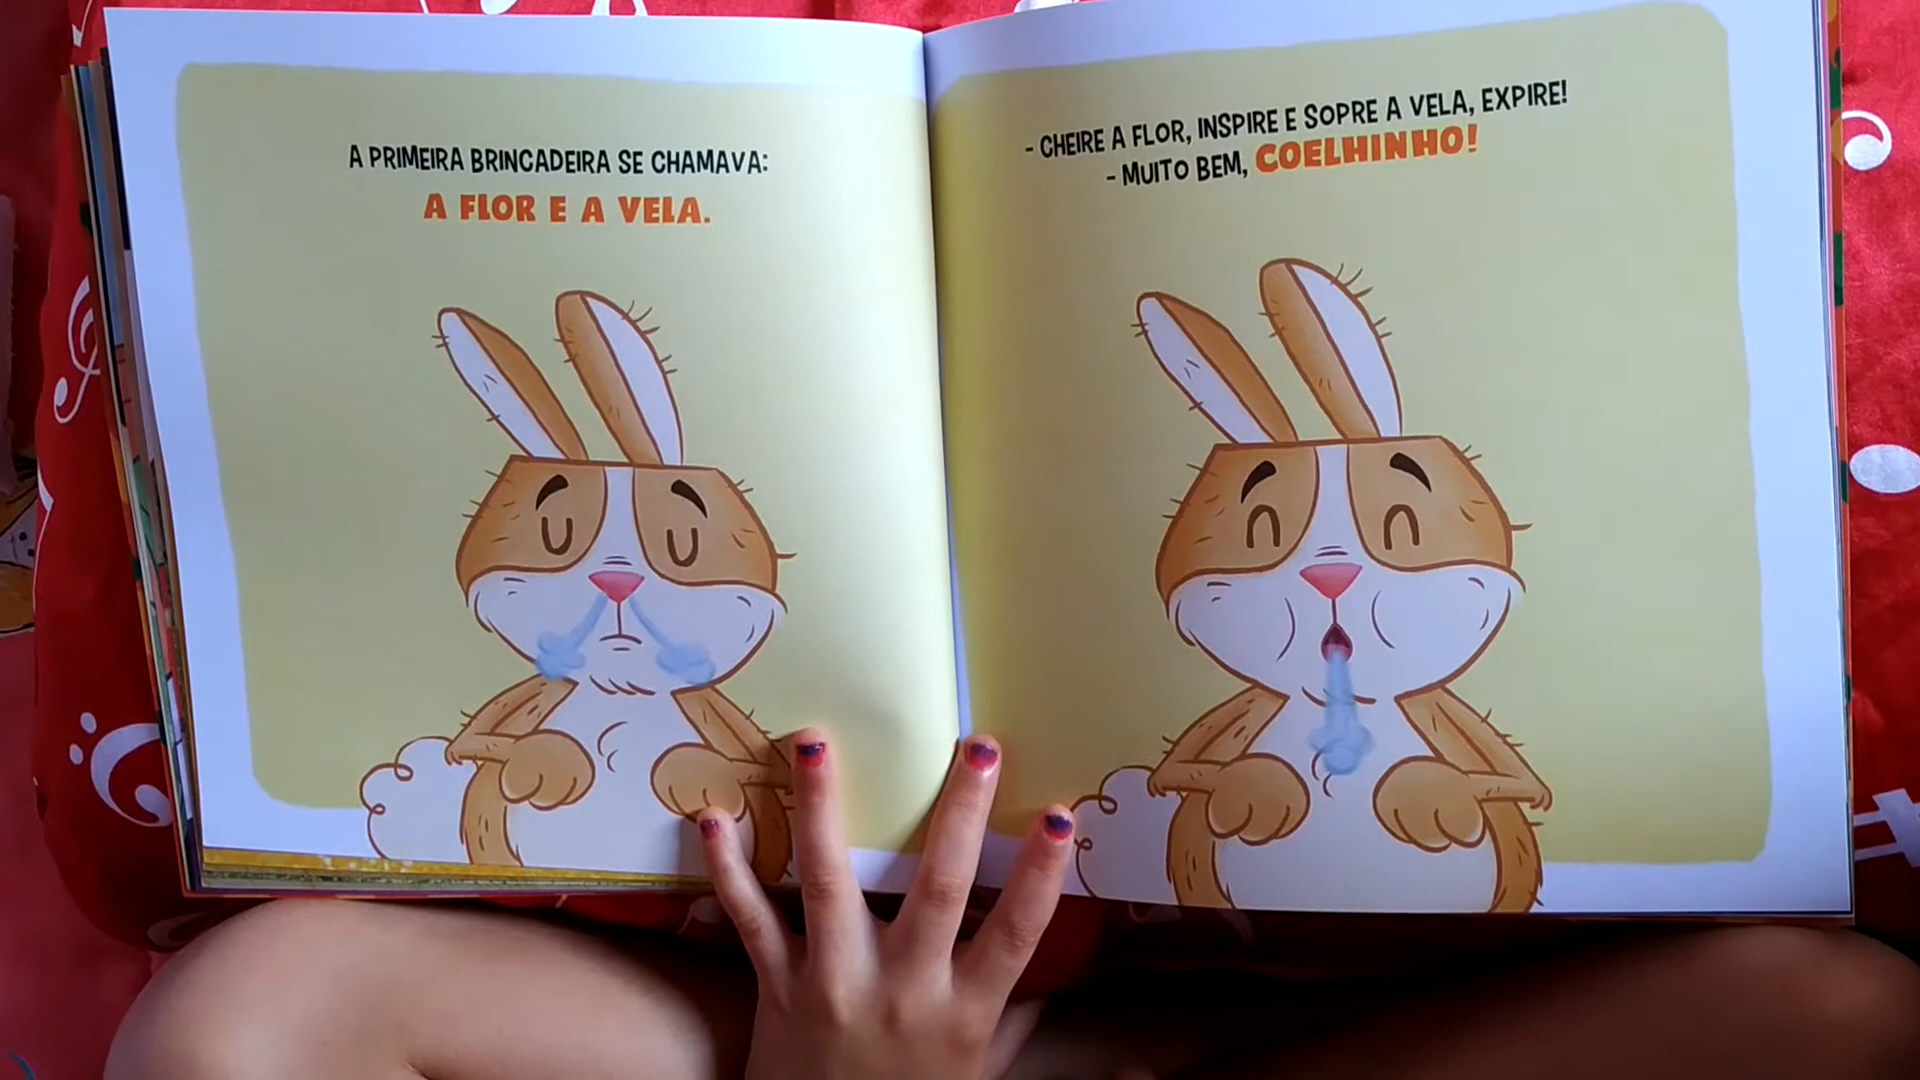 A PRIMEIRA BRINCADEIRA SE CHAMAVA:
A FLOR E A VELA.
- CHEIRE A FLOR, INSPIRE E SOPRE A VELA, EXPIRE!
- MUITO BEM, COELHINHO!